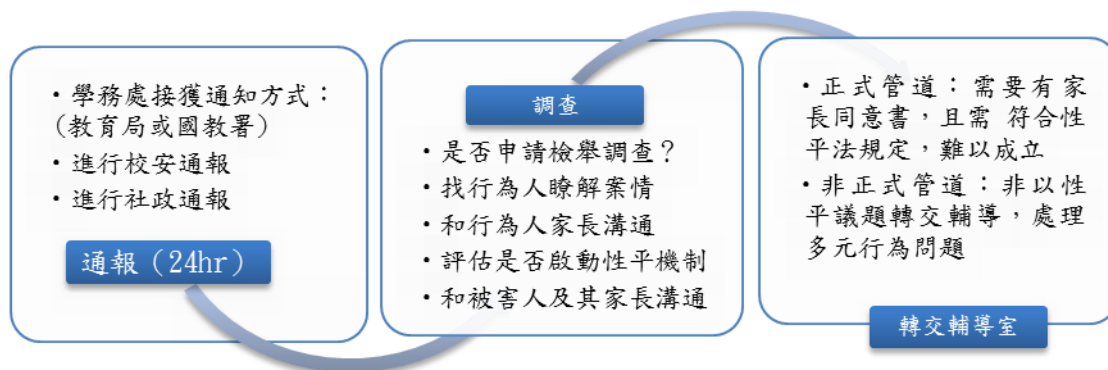 ・學務處接獲通知方式：
(教育局或國教署)
・進行校安通報
・進行社政通報
通報（24hr）
調查
・是否申請檢舉調查？
・找行為人瞭解案情
・和行為人家長溝通
・評估是否啟動性平機制
・和被害人及其家長溝通
・正式管道：需要有家
長同意書，且需 符合性
平法規定，難以成立
・非正式管道：非以性
平議題轉交輔導，處理
多元行為問題
轉交輔導室